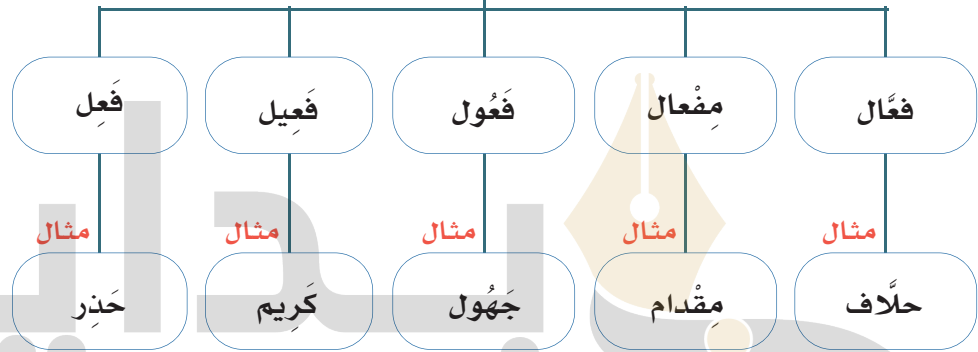 فعَّال مِفْعال فَعُول فَعِيل فَعِل
مثال مثال مثال مثال مثال
حلَّاف مِقْدام جَهُول كَرِيم حَذِر